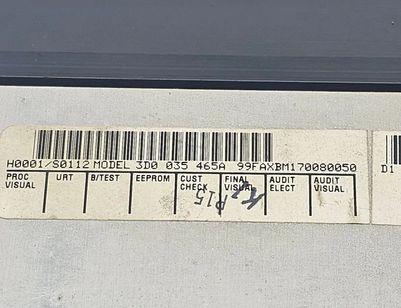 H0001/S0112 MODEL 3D0 035 465A 99FAXBM170080050
D1
PROC VISUAL URT B/TEST EEPROM CUST CHECK FINAL VISUAL AUDIT ELECT AUDIT VISUAL
P15